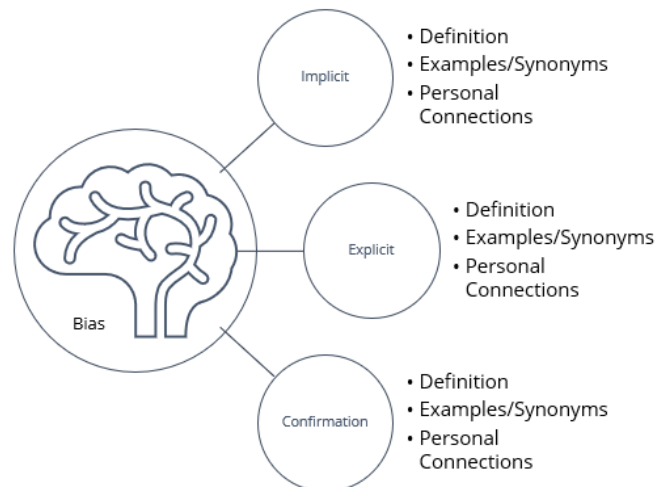 Implicit
• Definition
• Examples/Synonyms
• Personal
Connections
Bias
Explicit
• Definition
• Examples/Synonyms
• Personal
Connections
Confirmation
• Definition
• Examples/Synonyms
• Personal
Connections